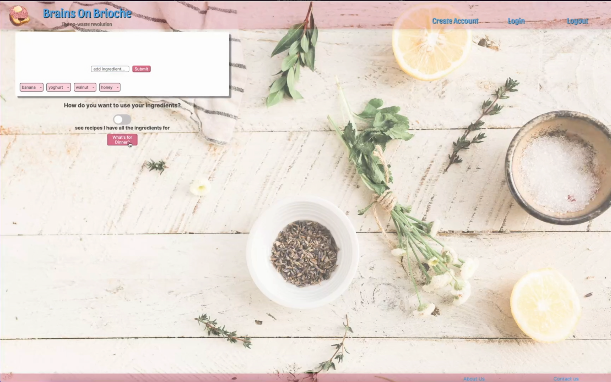 Brains On Brioche
Create Account
Login
Logout
add ingredient...
Submit
banana
yoghurt
walnut
honey
How do you want to use your ingredients?
see recipes I have all the ingredients for
What's for
Dinner?
About Us
Contact us